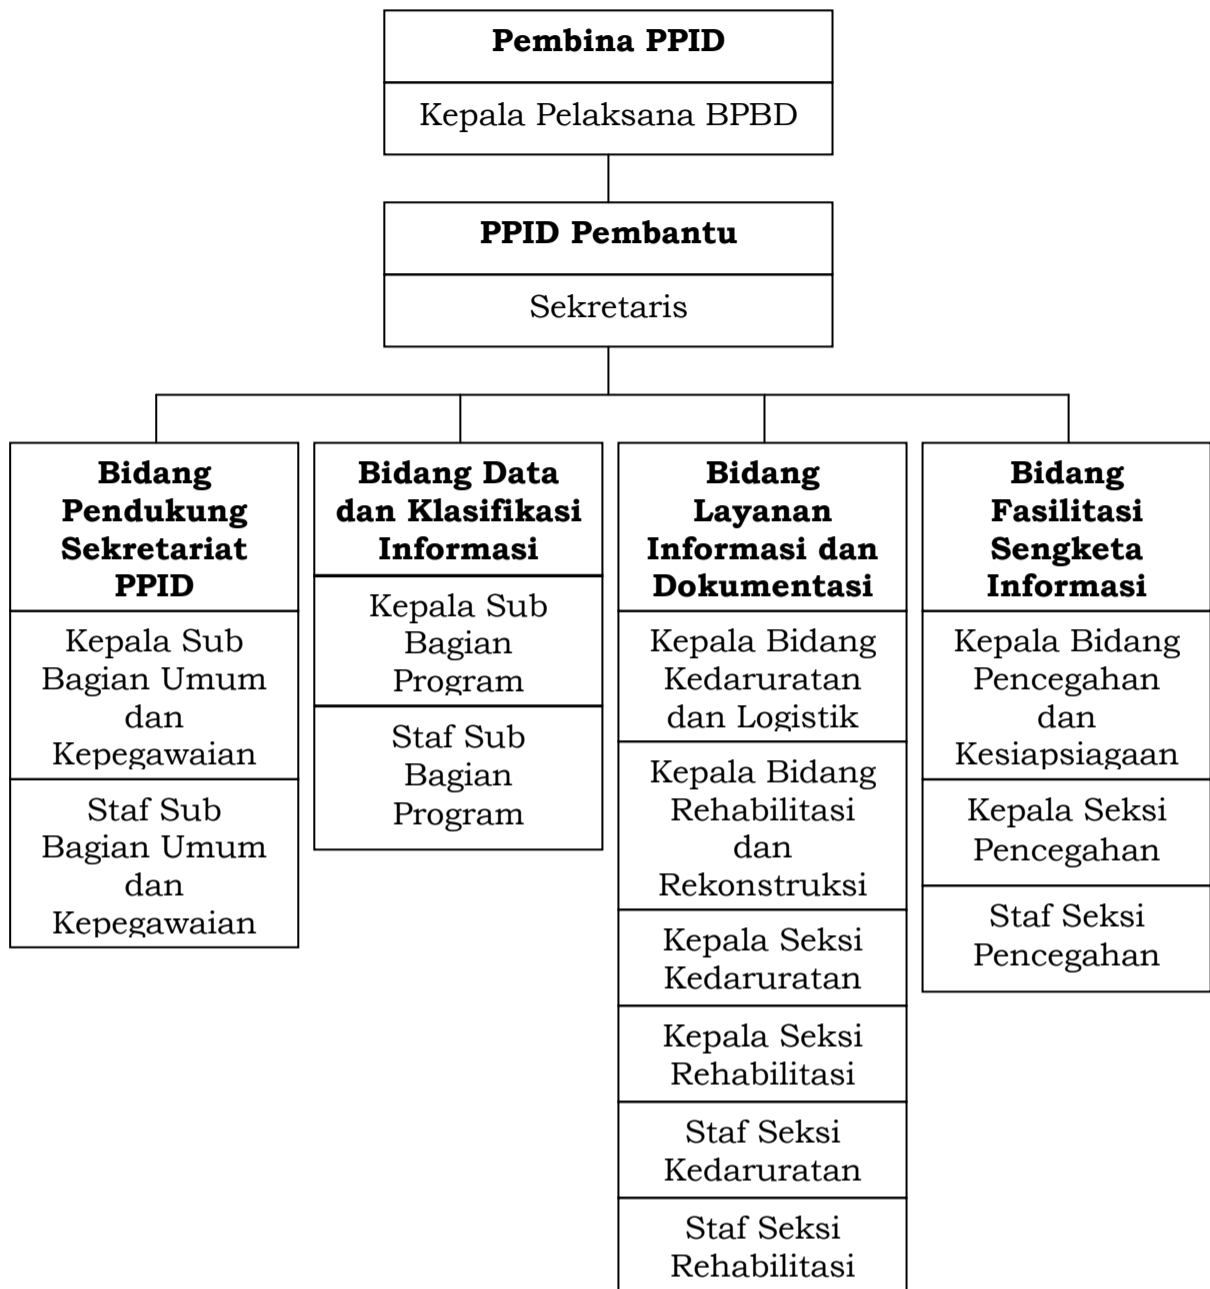 Pembina PPID
Kepala Pelaksana BPBD
PPID Pembantu
Sekretaris
Bidang
Pendukung
Sekretariat
PPID
Kepala Sub
Bagian Umum
dan
Kepegawaian
Staf Sub
Bagian Umum
dan
Kepegawaian
Bidang Data
dan Klasifikasi
Informasi
Kepala Sub
Bagian
Program
Staf Sub
Bagian
Program
Bidang
Layanan
Informasi dan
Dokumentasi
Kepala Bidang
Kedaruratan
dan Logistik
Kepala Bidang
Rehabilitasi
dan
Rekonstruksi
Kepala Seksi
Kedaruratan
Kepala Seksi
Rehabilitasi
Staf Seksi
Kedaruratan
Staf Seksi
Rehabilitasi
Bidang
Fasilitasi
Sengketa
Informasi
Kepala Bidang
Pencegahan
dan
Kesiapsiagaan
Kepala Seksi
Pencegahan
Staf Seksi
Pencegahan